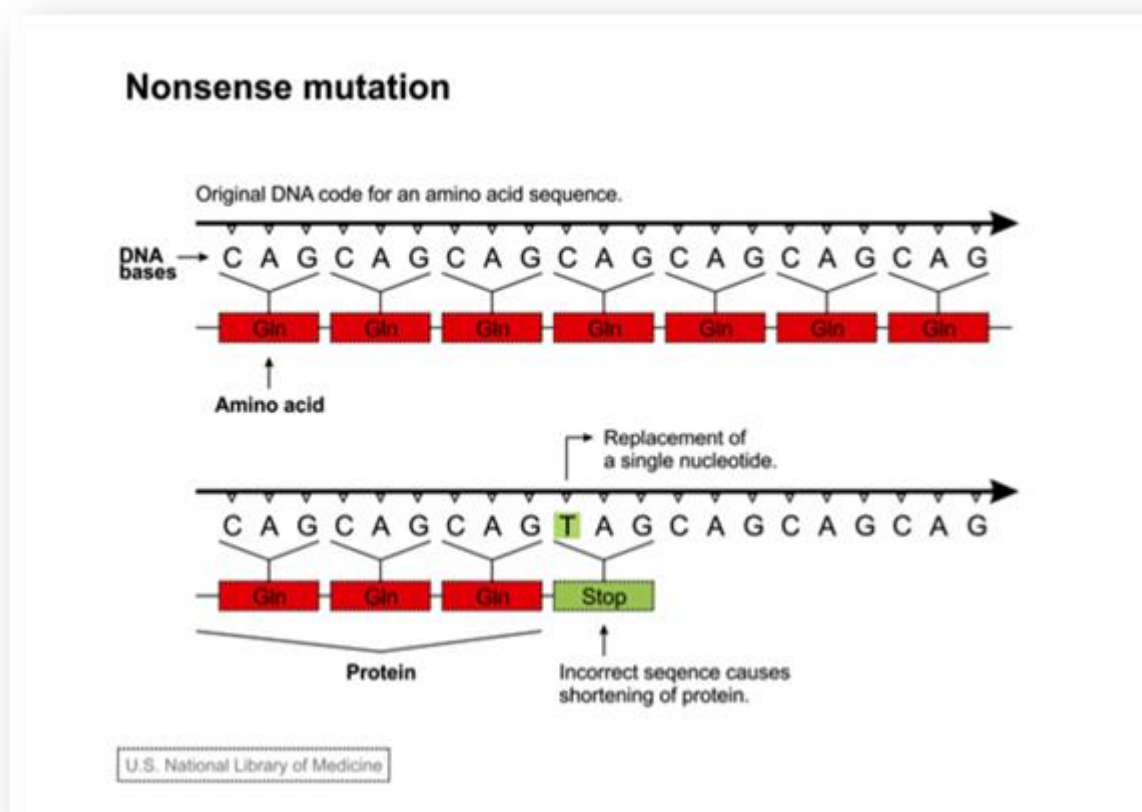 Nonsense mutation
Original DNA code for an amino acid sequence.
DNA bases
C A G C A G C A G C A G C A G C A G C A G
Gln Gln Gln Gln Gln Gln Gln
Amino acid
Replacement of
a single nucleotide.
C A G C A G C A G T A G C A G C A G C A G
Gln Gln Gln Stop
Protein
Incorrect seqence causes
shortening of protein.
U.S. National Library of Medicine